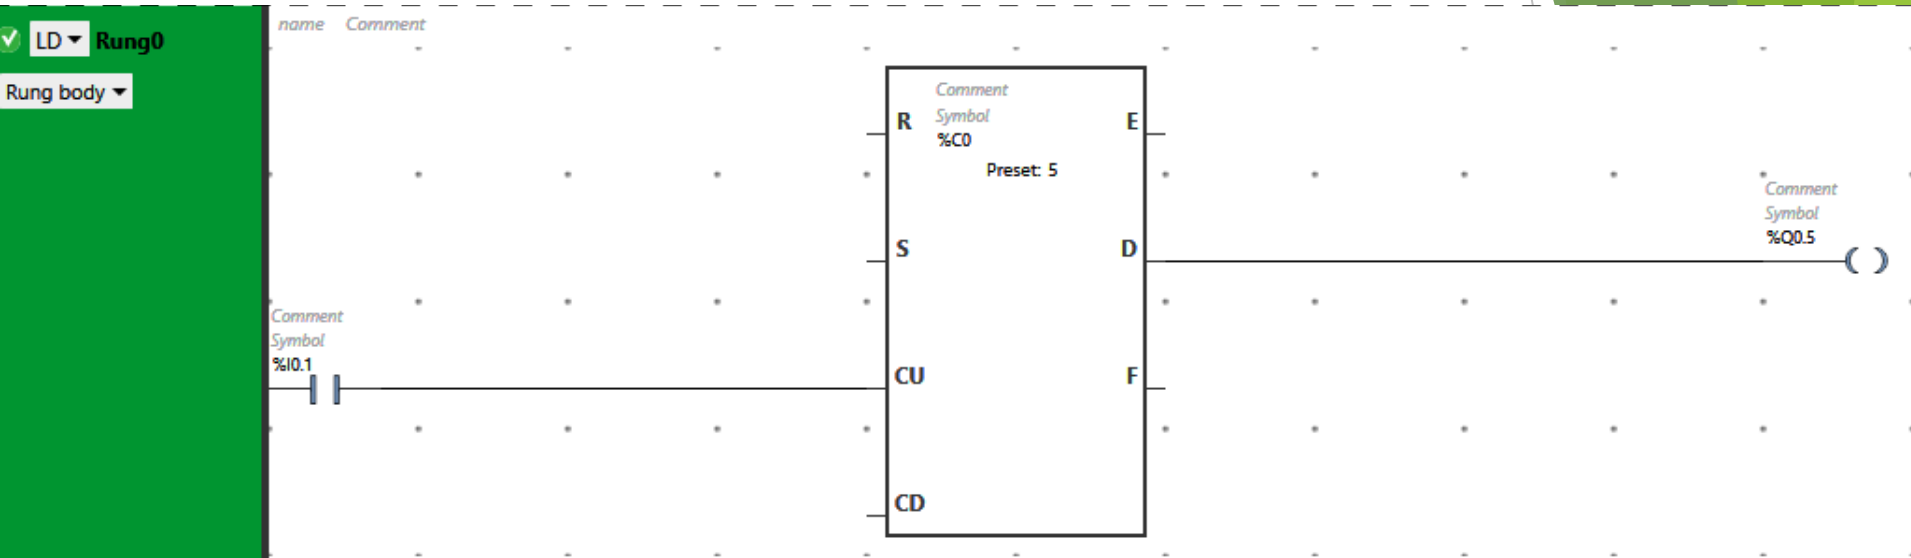 name Comment
LD Rung0
Rung body
Comment
Symbol
%C0
Preset: 5
R
E
S
D
CU
F
CD
Comment
Symbol
%Q0.5
Comment
Symbol
%I0.1